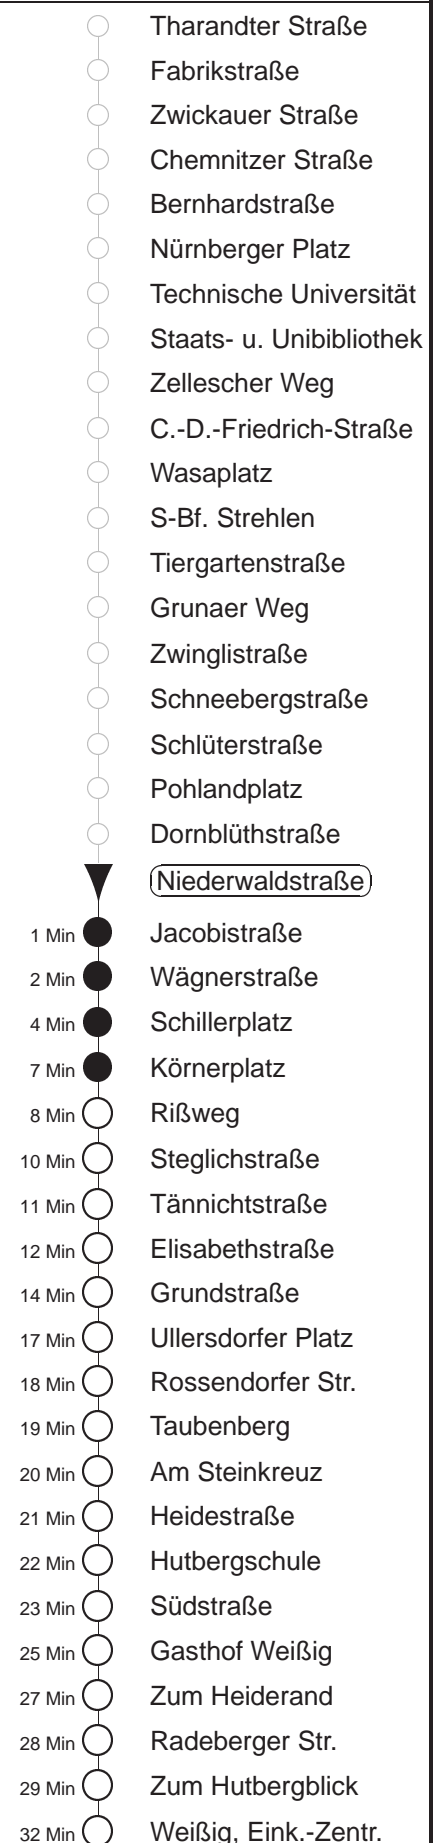 Tharandter Straße
Fabrikstraße
Zwickauer Straße
Chemnitzer Straße
Bernhardstraße
Nürnberger Platz
Technische Universität
Staats- u. Unibibliothek
Zellescher Weg
C.-D.-Friedrich-Straße
Wasaplatz
S-Bf. Strehlen
Tiergartenstraße
Grunaer Weg
Zwinglistraße
Schneebergstraße
Schlüterstraße
Pohlandplatz
Dornblüthstraße
Niederwaldstraße
1 Min Jacobistraße
2 Min Wägnerstraße
4 Min Schillerplatz
7 Min Körnerplatz
8 Min Rißweg
10 Min Steglichstraße
11 Min Tännichtstraße
12 Min Elisabethstraße
14 Min Grundstraße
17 Min Ullersdorfer Platz
18 Min Rossendorfer Str.
19 Min Taubenberg
20 Min Am Steinkreuz
21 Min Heidestraße
22 Min Hutbergschule
23 Min Südstraße
25 Min Gasthof Weißig
27 Min Zum Heiderand
28 Min Radeberger Str.
29 Min Zum Hutbergblick
32 Min Weißig, Eink.-Zentr.